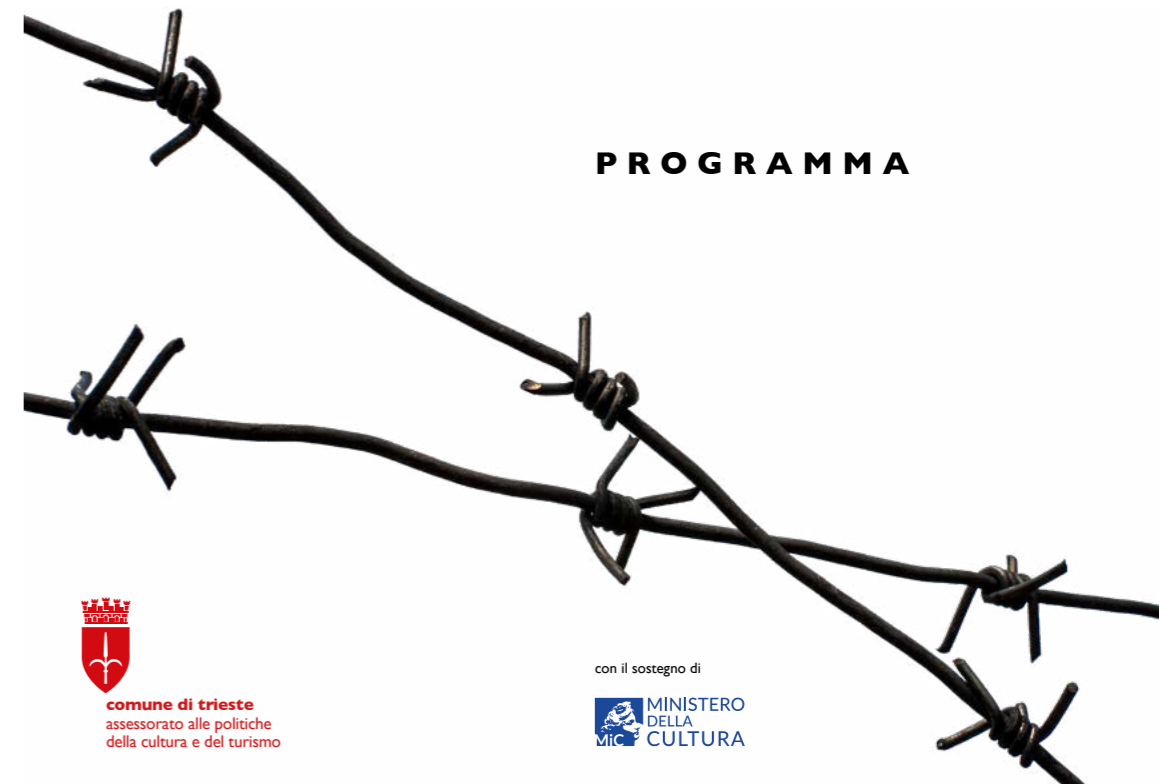 PROGRAMMA
comune di trieste
assessorato alle politiche
della cultura e del turismo
con il sostegno di
MiC
MINISTERO
DELLA
CULTURA